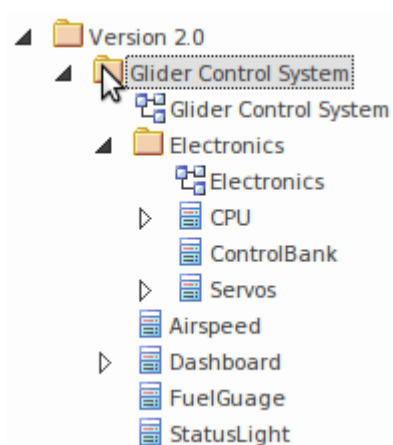 Version 2.0
Glider Control System
Glider Control System
Electronics
Electronics
CPU
ControlBank
Servos
Airspeed
Dashboard
FuelGuage
StatusLight